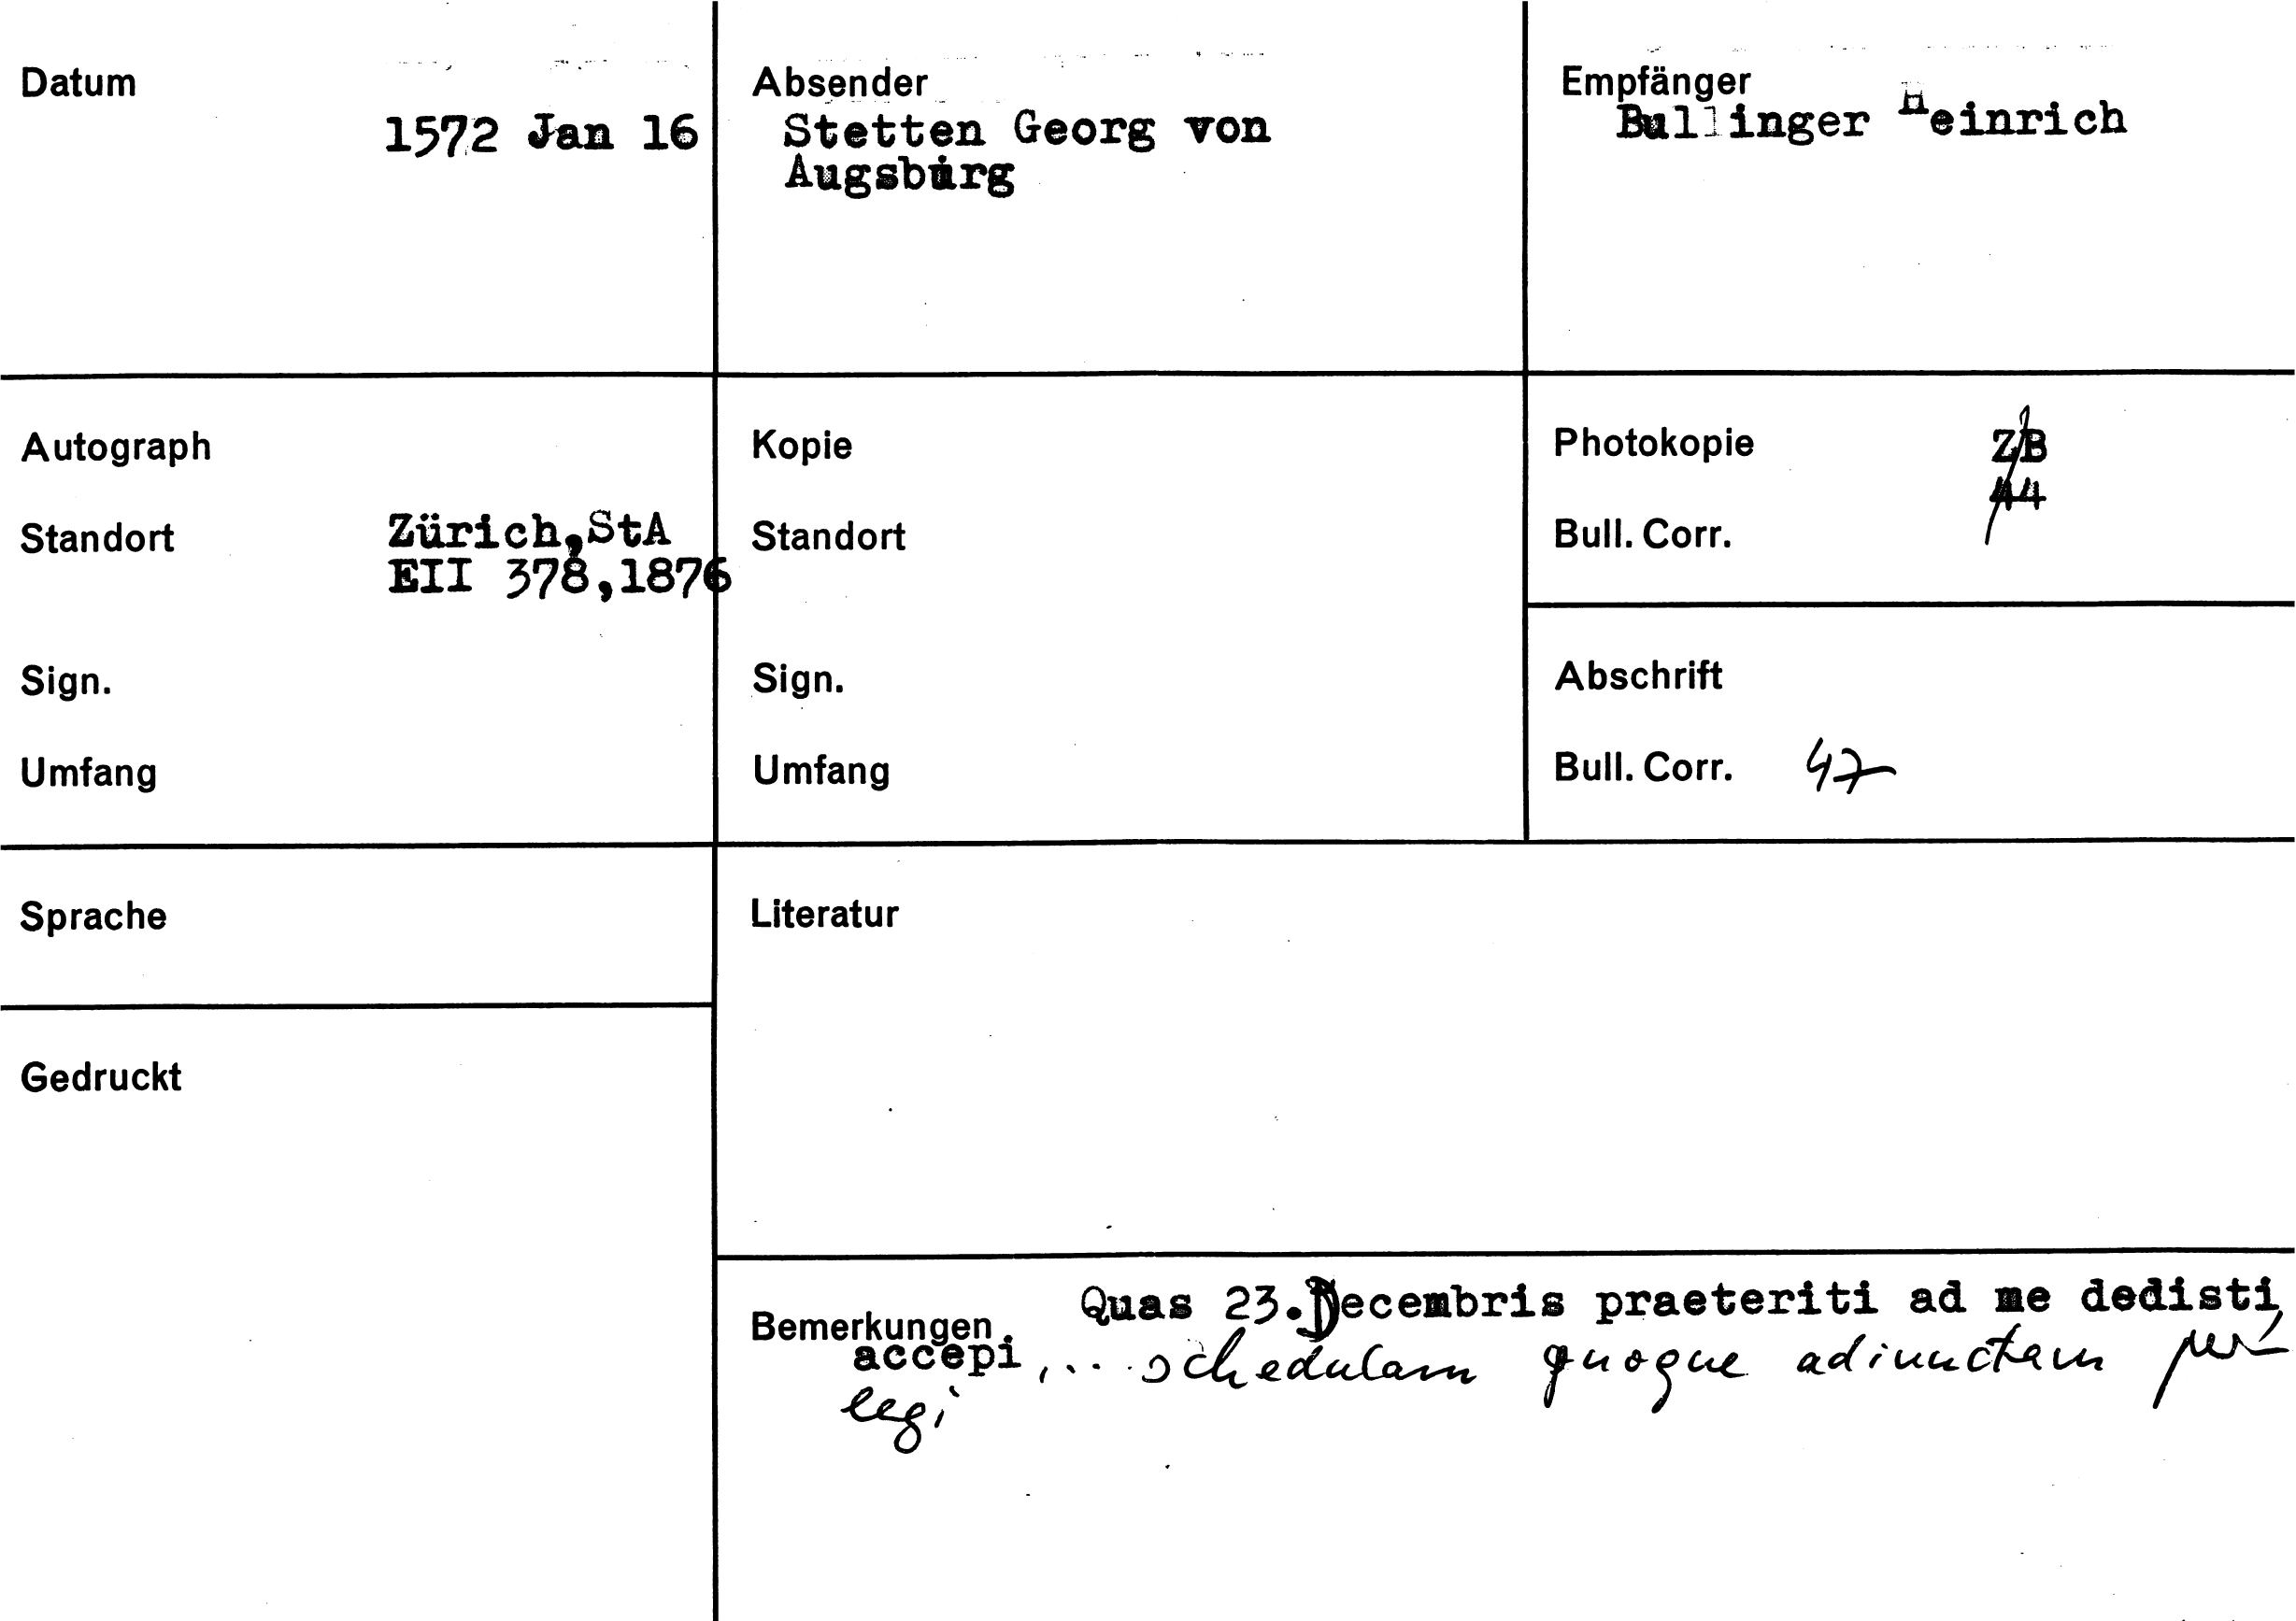 Datum
1572 Jan 16
Absender
Stetten Georg von
Augsburg
Empfänger
Bullinger Heinrich
Autograph
Standort
Zürich,StA
EII 378,1876
Sign.
Umfang
Kopie
Standort
Sign.
Umfang
Photokopie
ZB
44
Bull. Corr.
Abschrift
Bull. Corr. 47
Sprache
Literatur
Gedruckt
Bemerkungen
Quas 23.Decembris praeteriti ad me dedisti,
accepi,... schedulam quoque adiunctam per
legi